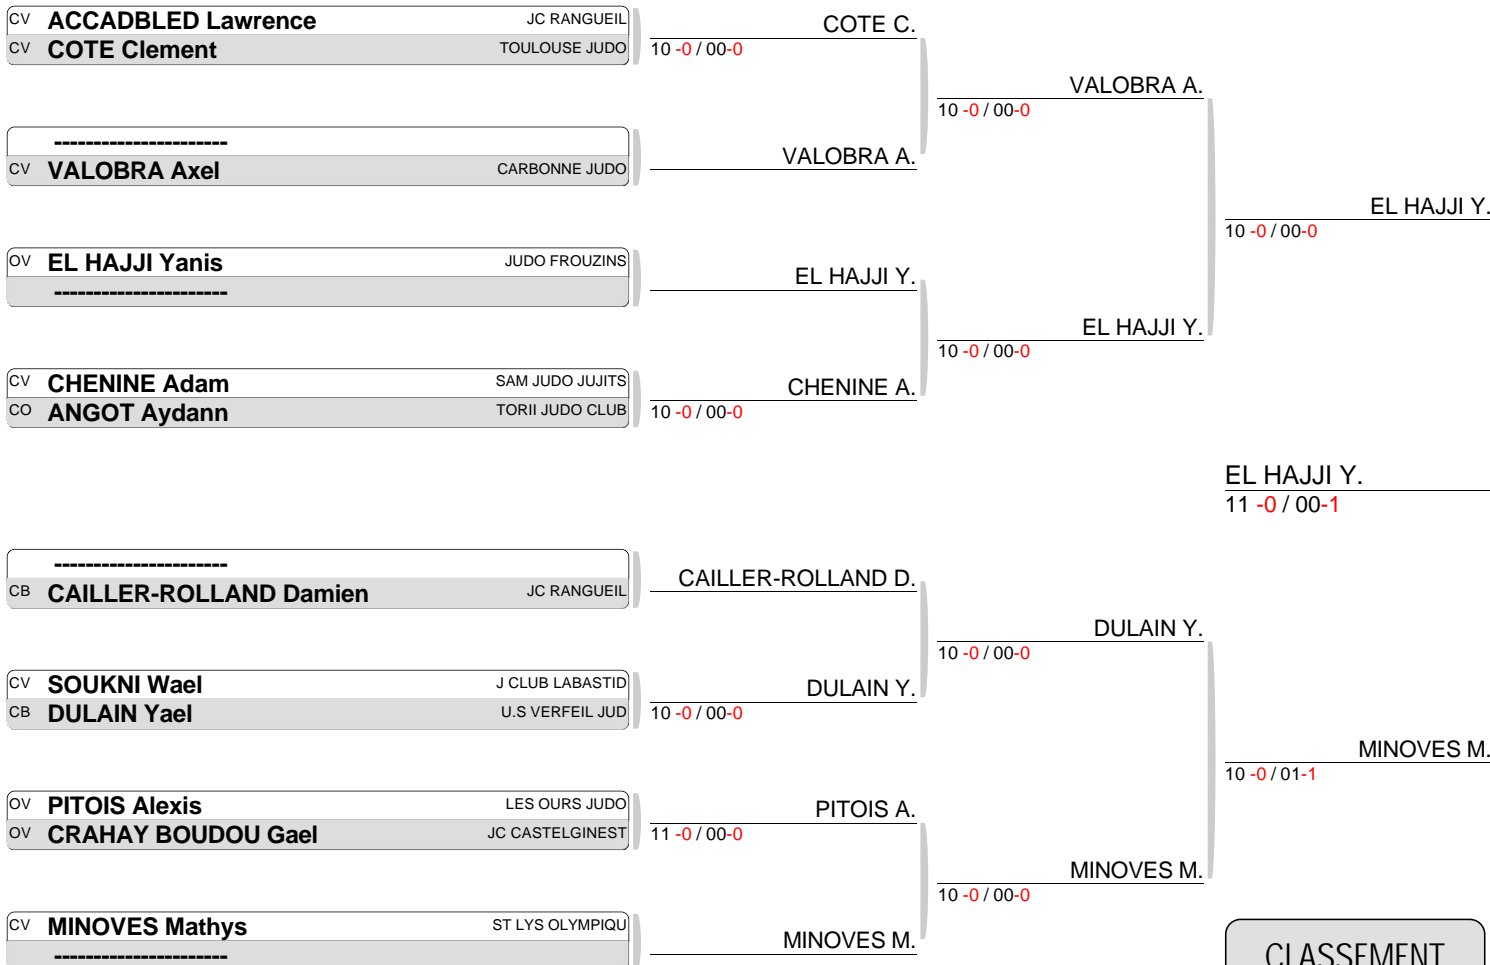 CV ACCADBLED Lawrence JC RANGUEIL
CV COTE Clement TOULOUSE JUDO
COTE C.
10 -0 / 00-0
VALOBRA A.
10 -0 / 00-0
----------------------
CV VALOBRA Axel CARBONNE JUDO
VALOBRA A.
EL HAJJI Y.
10 -0 / 00-0
OV EL HAJJI Yanis JUDO FROUZINS
----------------------
EL HAJJI Y.
EL HAJJI Y.
10 -0 / 00-0
CV CHENINE Adam SAM JUDO JUJITS
CO ANGOT Aydann TORII JUDO CLUB
CHENINE A.
10 -0 / 00-0
EL HAJJI Y.
11 -0 / 00-1
----------------------
CB CAILLER-ROLLAND Damien JC RANGUEIL
CAILLER-ROLLAND D.
DULAIN Y.
10 -0 / 00-0
CV SOUKNI Wael J CLUB LABASTID
CB DULAIN Yael U.S VERFEIL JUD
DULAIN Y.
10 -0 / 00-0
MINOVES M.
10 -0 / 01-1
OV PITOIS Alexis LES OURS JUDO
OV CRAHAY BOUDOU Gael JC CASTELGINEST
PITOIS A.
11 -0 / 00-0
MINOVES M.
10 -0 / 00-0
CV MINOVES Mathys ST LYS OLYMPIQU
----------------------
MINOVES M.
CLASSEMENT